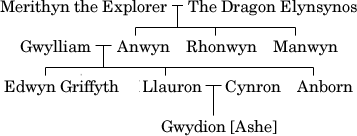 Merithyn the Explorer The Dragon Elynsynos
Gwylliam Anwyn Rhonwyn Manwyn
Edwyn Griffyth Llauron Cynron Anborn
Gwydion [Ashe]